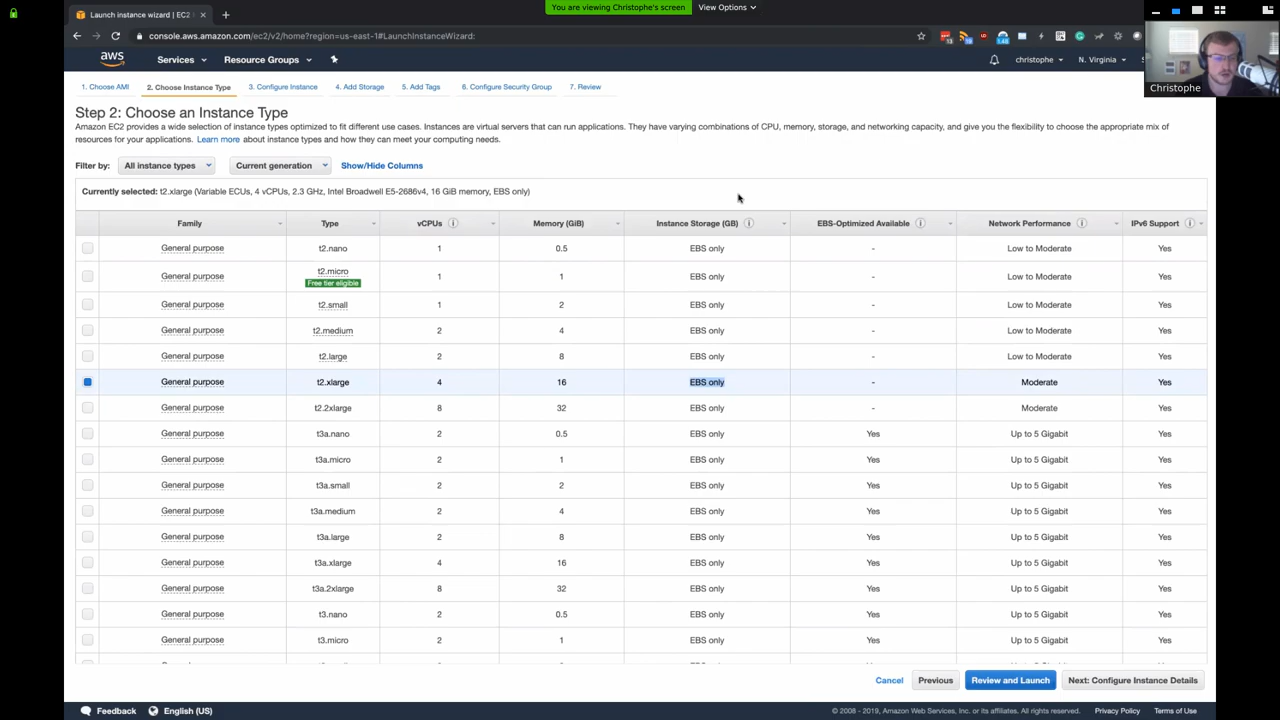 You are viewing Christophe's screen View Options
Launch instance wizard | EC2
console.aws.amazon.com/ec2/v2/home?region=us-east-1#LaunchInstanceWizard:
aws Services Resource Groups christophe N. Virginia
Christophe
1. Choose AMI 2. Choose Instance Type 3. Configure Instance 4. Add Storage 5. Add Tags 6. Configure Security Group 7. Review
Step 2: Choose an Instance Type
Amazon EC2 provides a wide selection of instance types optimized to fit different use cases. Instances are virtual servers that can run applications. They have varying combinations of CPU, memory, storage, and networking capacity, and give you the flexibility to choose the appropriate mix of
resources for your applications. Learn more about instance types and how they can meet your computing needs.
Filter by: All instance types Current generation Show/Hide Columns
Currently selected: t2.xlarge (Variable ECUs, 4 vCPUs, 2.3 GHz, Intel Broadwell E5-2686v4, 16 GiB memory, EBS only)
Family Type vCPUs Memory (GiB) Instance Storage (GB) EBS-Optimized Available Network Performance IPv6 Support
General purpose t2.nano 1 0.5 EBS only - Low to Moderate Yes
General purpose t2.micro 1 1 EBS only - Low to Moderate Yes
Free tier eligible
General purpose t2.small 1 2 EBS only - Low to Moderate Yes
General purpose t2.medium 2 4 EBS only - Low to Moderate Yes
General purpose t2.large 2 8 EBS only - Low to Moderate Yes
General purpose t2.xlarge 4 16 EBS only - Moderate Yes
General purpose t2.2xlarge 8 32 EBS only - Moderate Yes
General purpose t3a.nano 2 0.5 EBS only Yes Up to 5 Gigabit Yes
General purpose t3a.micro 2 1 EBS only Yes Up to 5 Gigabit Yes
General purpose t3a.small 2 2 EBS only Yes Up to 5 Gigabit Yes
General purpose t3a.medium 2 4 EBS only Yes Up to 5 Gigabit Yes
General purpose t3a.large 2 8 EBS only Yes Up to 5 Gigabit Yes
General purpose t3a.xlarge 4 16 EBS only Yes Up to 5 Gigabit Yes
General purpose t3a.2xlarge 8 32 EBS only Yes Up to 5 Gigabit Yes
General purpose t3.nano 2 0.5 EBS only Yes Up to 5 Gigabit Yes
General purpose t3.micro 2 1 EBS only Yes Up to 5 Gigabit Yes
Cancel Previous Review and Launch Next: Configure Instance Details
Feedback English (US) © 2008 - 2019, Amazon Web Services, Inc. or its affiliates. All rights reserved. Privacy Policy Terms of Use